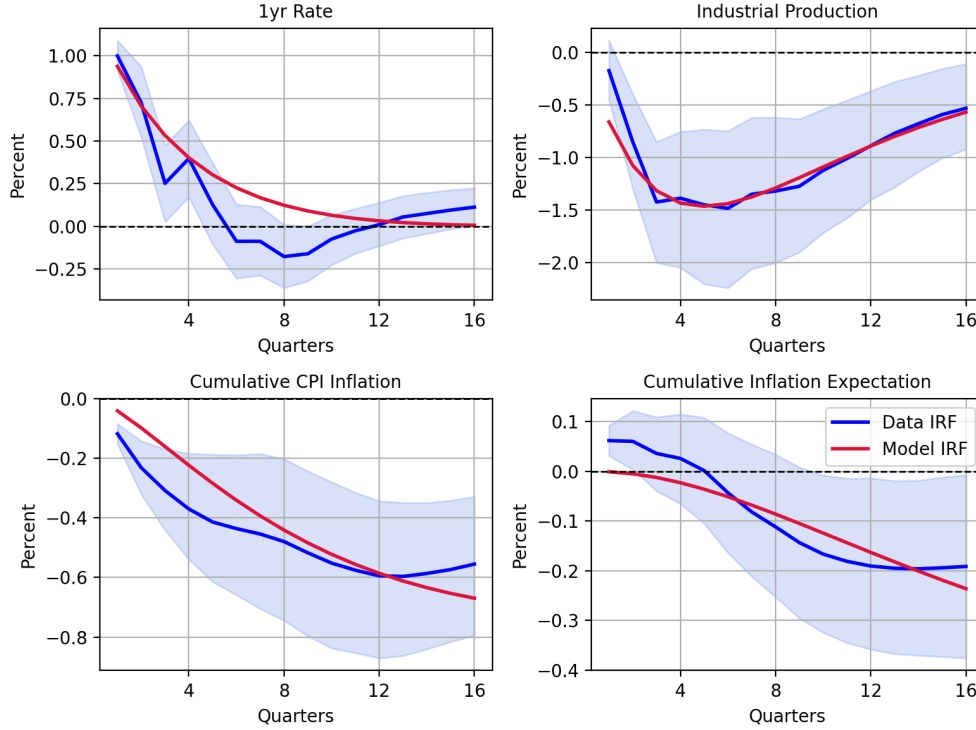 1yr Rate
Percent
1.00
0.75
0.50
0.25
0.00
−0.25
4
8
12
16
Quarters
Industrial Production
Percent
0.0
−0.5
−1.0
−1.5
−2.0
4
8
12
16
Quarters
Cumulative CPI Inflation
Percent
0.0
−0.2
−0.4
−0.6
−0.8
4
8
12
16
Quarters
Cumulative Inflation Expectation
Percent
0.1
0.0
−0.1
−0.2
−0.3
−0.4
Data IRF
Model IRF
4
8
12
16
Quarters